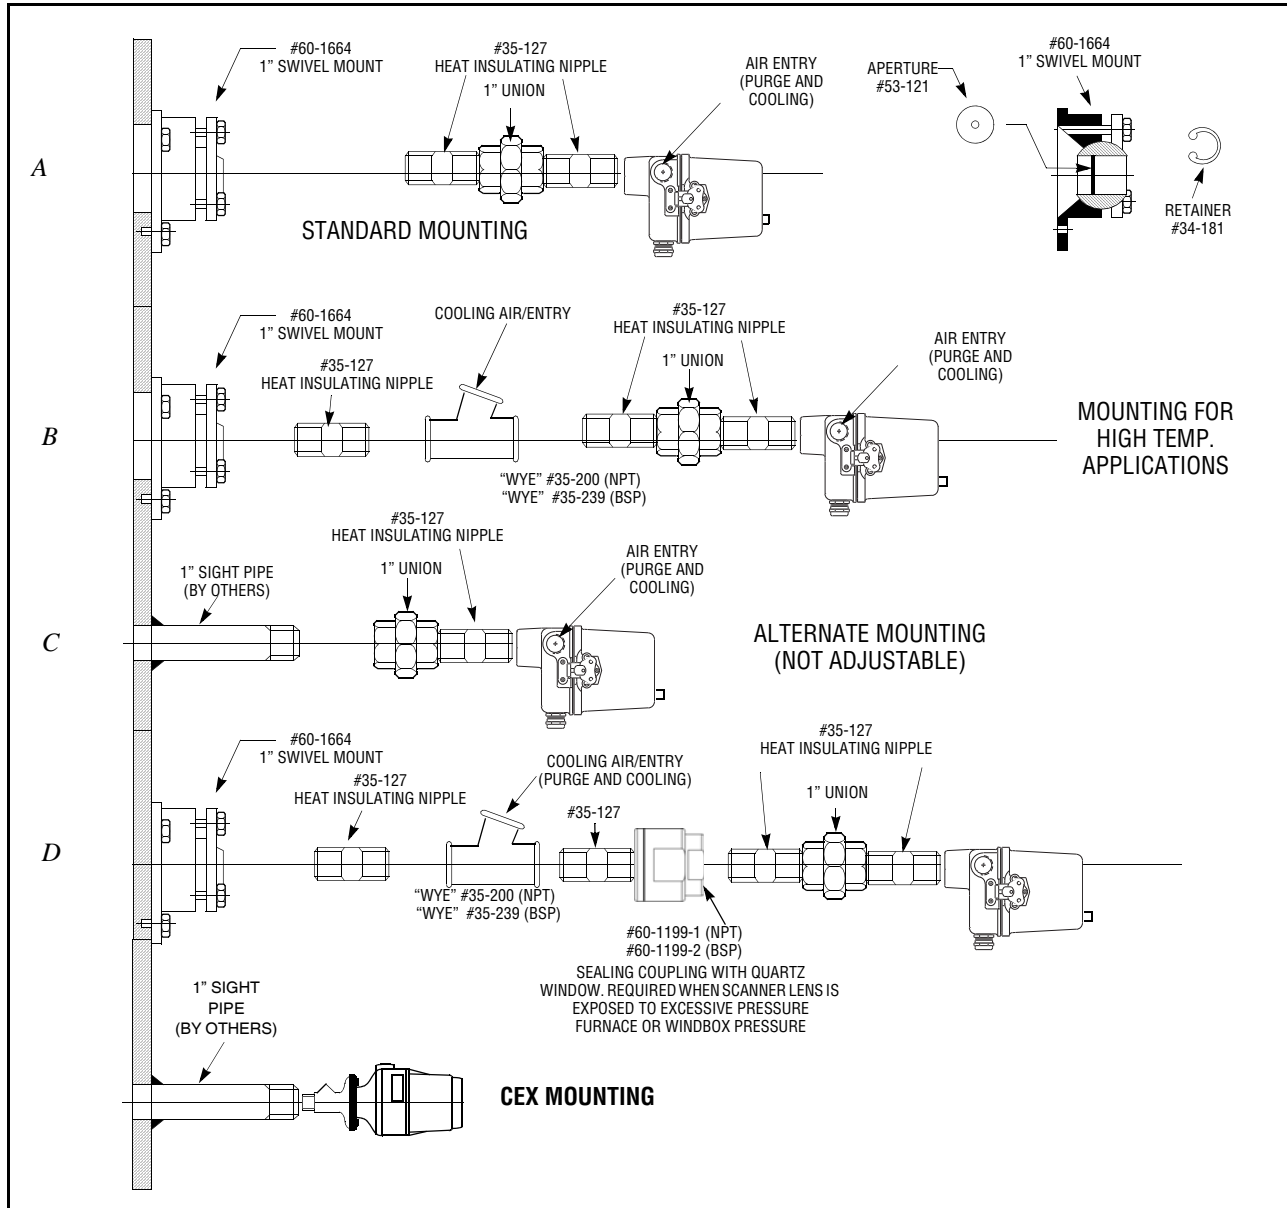 A
#60-1664
1” SWIVEL MOUNT
#35-127
HEAT INSULATING NIPPLE
1” UNION
AIR ENTRY
(PURGE AND
COOLING)
STANDARD MOUNTING
APERTURE
#53-121
#60-1664
1” SWIVEL MOUNT
RETAINER
#34-181
B
#60-1664
1” SWIVEL MOUNT
#35-127
HEAT INSULATING NIPPLE
COOLING AIR/ENTRY
“WYE” #35-200 (NPT)
“WYE” #35-239 (BSP)
#35-127
HEAT INSULATING NIPPLE
1” UNION
AIR ENTRY
(PURGE AND
COOLING)
MOUNTING FOR
HIGH TEMP.
APPLICATIONS
C
1” SIGHT PIPE
(BY OTHERS)
#35-127
HEAT INSULATING NIPPLE
1” UNION
AIR ENTRY
(PURGE AND
COOLING)
ALTERNATE MOUNTING
(NOT ADJUSTABLE)
D
#60-1664
1” SWIVEL MOUNT
#35-127
HEAT INSULATING NIPPLE
COOLING AIR/ENTRY
(PURGE AND COOLING)
“WYE” #35-200 (NPT)
“WYE” #35-239 (BSP)
#35-127
#60-1199-1 (NPT)
#60-1199-2 (BSP)
SEALING COUPLING WITH QUARTZ
WINDOW. REQUIRED WHEN SCANNER LENS IS
EXPOSED TO EXCESSIVE PRESSURE
FURNACE OR WINDBOX PRESSURE
#35-127
HEAT INSULATING NIPPLE
1” UNION
1” SIGHT
PIPE
(BY OTHERS)
CEX MOUNTING